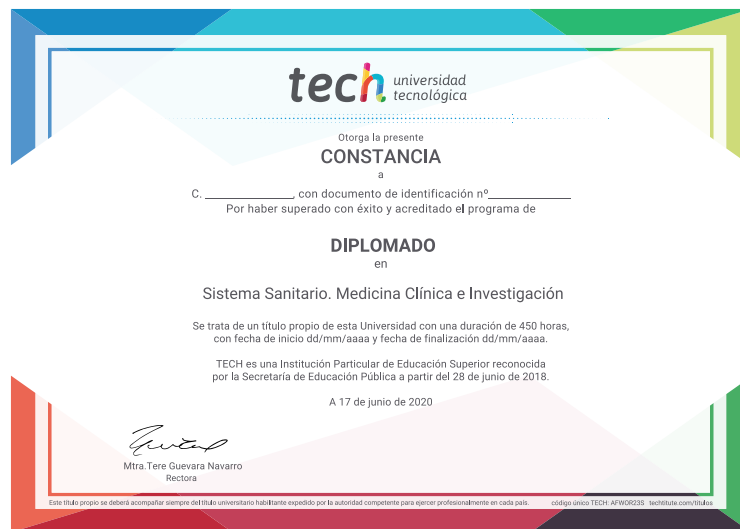 tech universidad
tecnológica
Otorga la presente
CONSTANCIA
a
C. ______________, con documento de identificación nº_____________
Por haber superado con éxito y acreditado el programa de
DIPLOMADO
en
Sistema Sanitario. Medicina Clínica e Investigación
Se trata de un título propio de esta Universidad con una duración de 450 horas,
con fecha de inicio dd/mm/aaaa y fecha de finalización dd/mm/aaaa.
TECH es una Institución Particular de Educación Superior reconocida
por la Secretaría de Educación Pública a partir del 28 de junio de 2018.
A 17 de junio de 2020
Mtra.Tere Guevara Navarro
Rectora
Este título propio se deberá acompañar siempre del título universitario habilitante expedido por la autoridad competente para ejercer profesionalmente en cada país. código único TECH: AFWOR23S techtitute.com/títulos